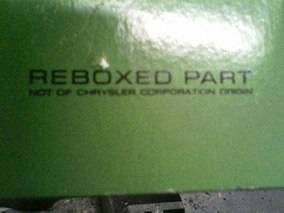 REBOXED PART
NOT OF CHRYSLER CORPORATION ORIGIN